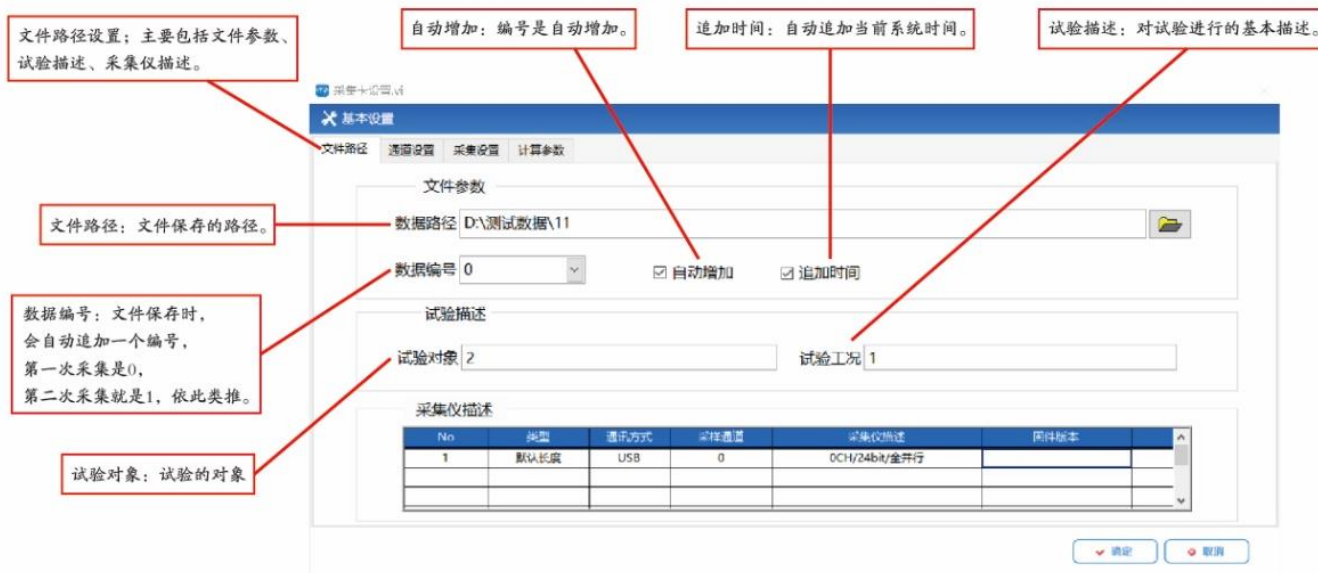 文件路径设置；主要包括文件参数、
试验描述、采集仪描述。
自动增加：编号是自动增加。
追加时间：自动追加当前系统时间。
试验描述：对试验进行的基本描述。
采集卡设置.vi
基本设置
文件路径 通道设置 采集设置 计算参数
文件参数
文件路径：文件保存的路径。
数据路径 D:\测试数据\11
数据编号 0 自动增加 追加时间
数据编号：文件保存时，
会自动追加一个编号，
第一次采集是0，
第二次采集就是1，依此类推。
试验描述
试验对象 2 试验工况 1
采集仪描述
No 类型 通讯方式 采样通道 采集仪描述 固件版本
1 默认长度 USB 0 0CH/24bit/全并行
试验对象：试验的对象
确定 取消